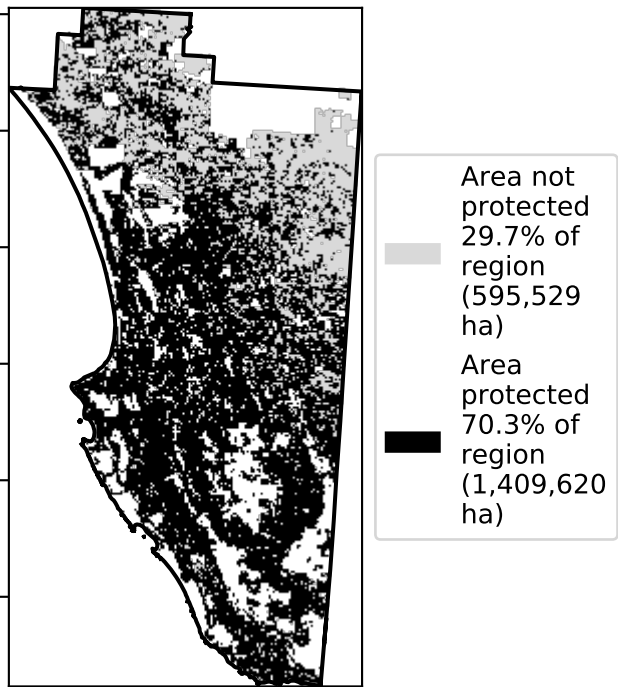 Area not
protected
29.7% of
region
(595,529
ha)
Area
protected
70.3% of
region
(1,409,620
ha)